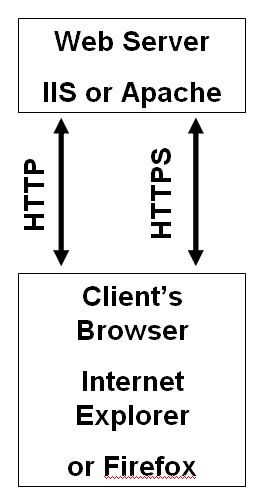 Web Server
IIS or Apache
HTTP
HTTPS
Client's
Browser
Internet
Explorer
or Firefox